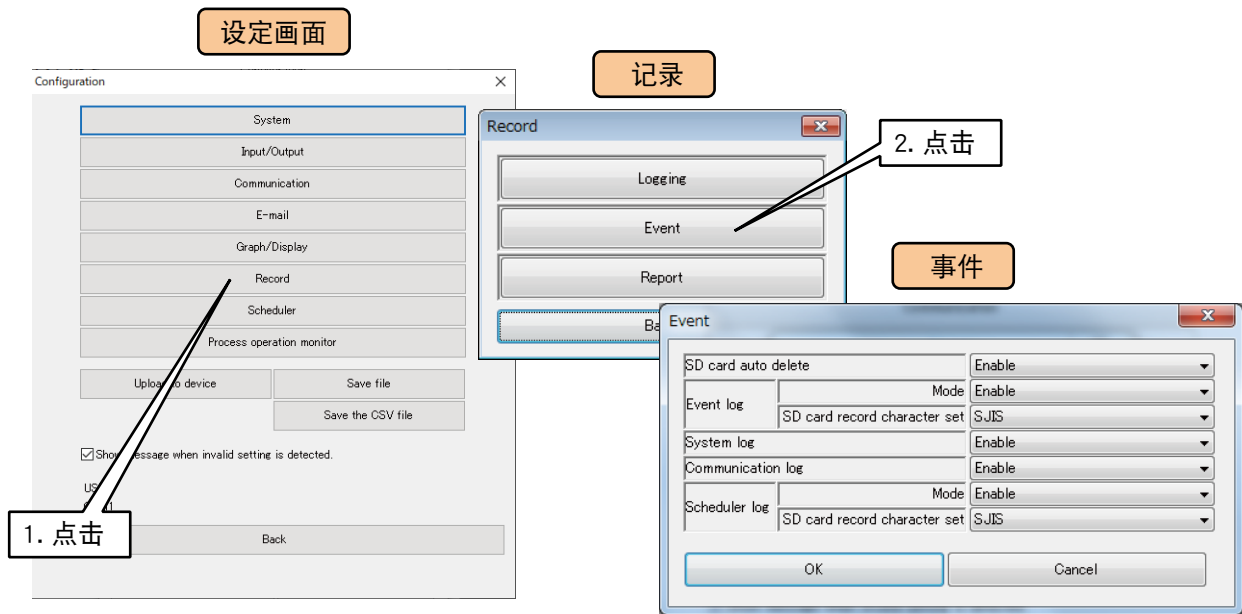 设定画面
Configuration
System
Input/Output
Communication
E-mail
Graph/Display
Record
Scheduler
Process operation monitor
Upload to device
Save file
Save the CSV file
Show message when invalid setting is detected.
Back
1. 点击
记录
Record
Logging
Event
Report
2. 点击
事件
Event
SD card auto delete
Enable
Event log
Mode
Enable
SD card record character set
SJIS
System log
Enable
Communication log
Enable
Scheduler log
Mode
Enable
SD card record character set
SJIS
OK
Cancel